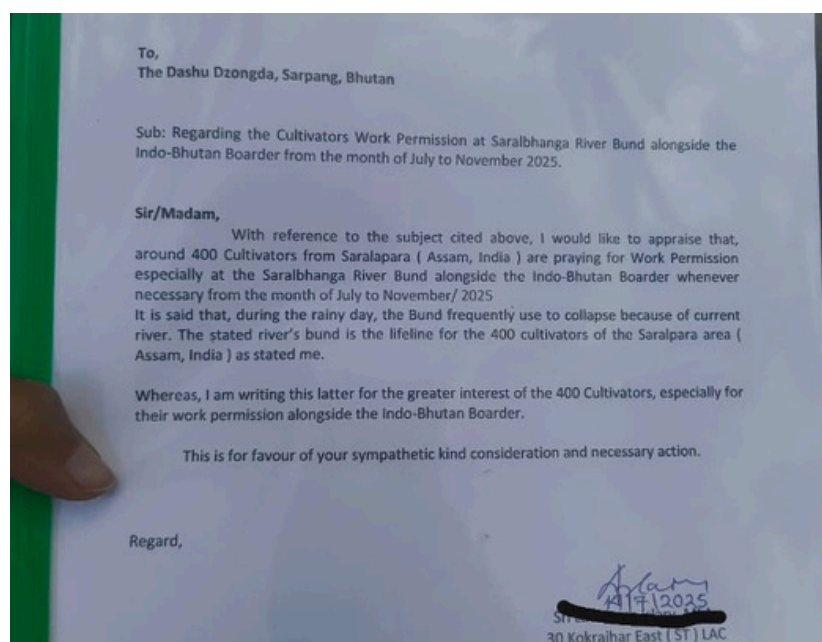 To,
The Dashu Dzongda, Sarpang, Bhutan
Sub: Regarding the Cultivators Work Permission at Saralbhanga River Bund alongside the
Indo-Bhutan Boarder from the month of July to November 2025.
Sir/Madam,
With reference to the subject cited above, I would like to appraise that,
around 400 Cultivators from Saralapara ( Assam, India ) are praying for Work Permission
especially at the Saralbhanga River Bund alongside the Indo-Bhutan Boarder whenever
necessary from the month of July to November/ 2025
It is said that, during the rainy day, the Bund frequently use to collapse because of current
river. The stated river's bund is the lifeline for the 400 cultivators of the Saralpara area (
Assam, India ) as stated me.
Whereas, I am writing this latter for the greater interest of the 400 Cultivators, especially for
their work permission alongside the Indo-Bhutan Boarder.
This is for favour of your sympathetic kind consideration and necessary action.
Regard,
7/2025
30 Kokrajhar East ( ST ) LAC